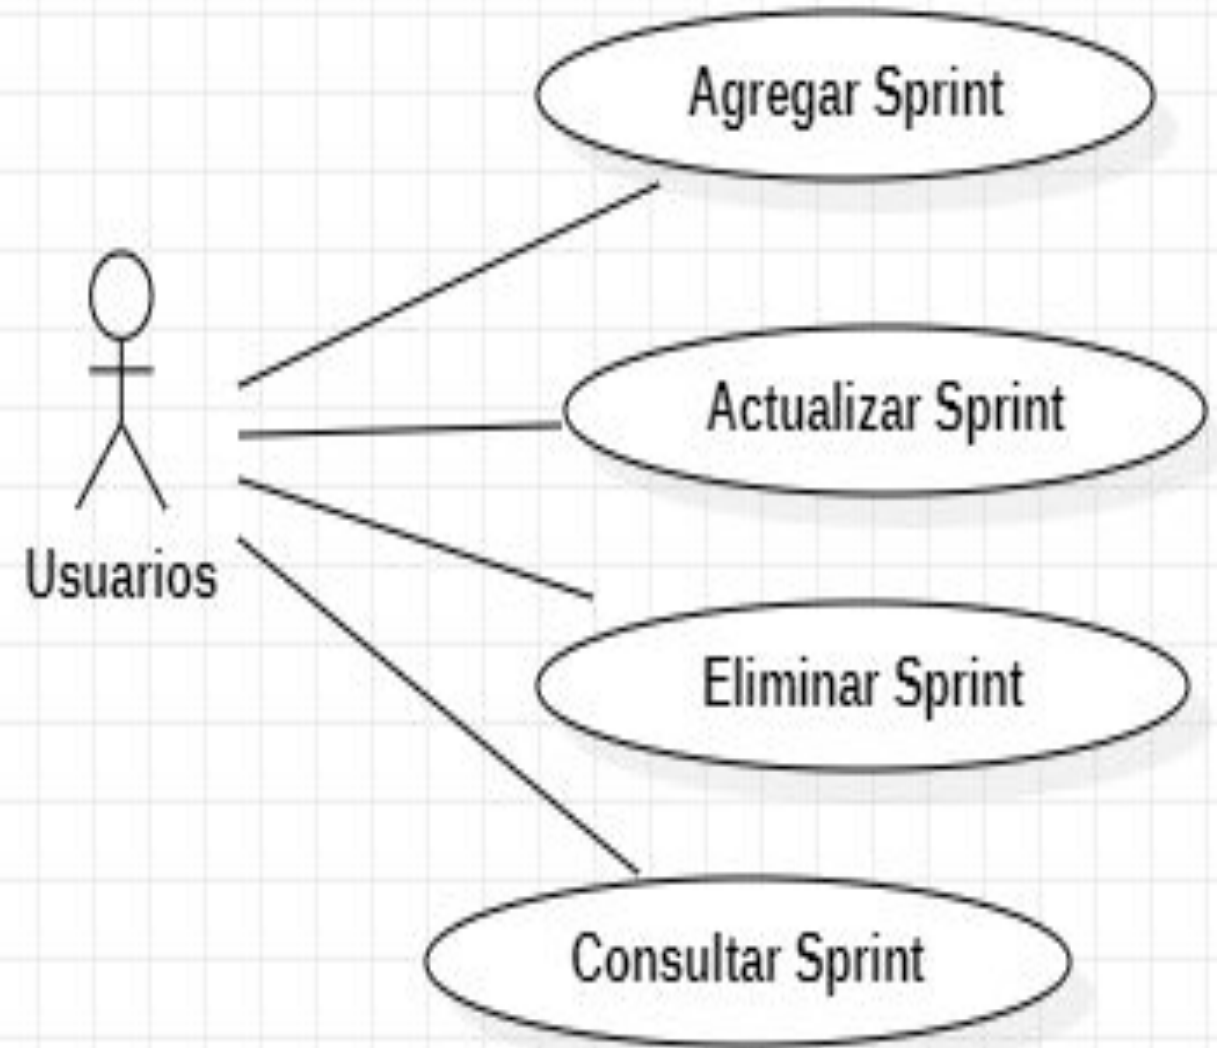 Agregar Sprint
Actualizar Sprint
Usuarios
Eliminar Sprint
Consultar Sprint